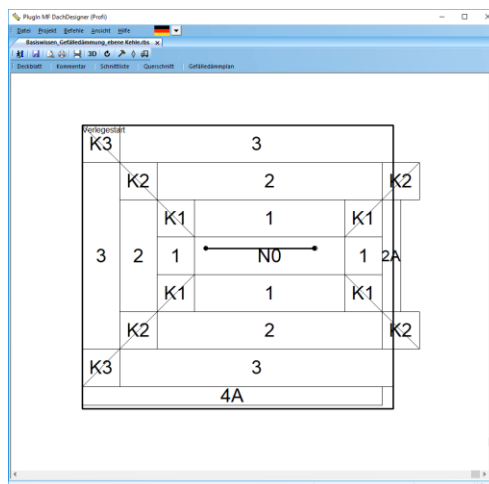 PlugIn MF DachDesigner (Profi)
Datei Projekt Befehle Ansicht Hilfe
Basiswissen_Gefälledämmung_ebene Kehle.rbs x
3D
Deckblatt Kommentar Schnittliste Querschnitt Gefälledämmplan
Verlegestart
K3 3
K2 2 K2
K1 1 K1
3 2 1 N0 1 2A
K1 1 K1
K2 2 K2
K3 3
4A